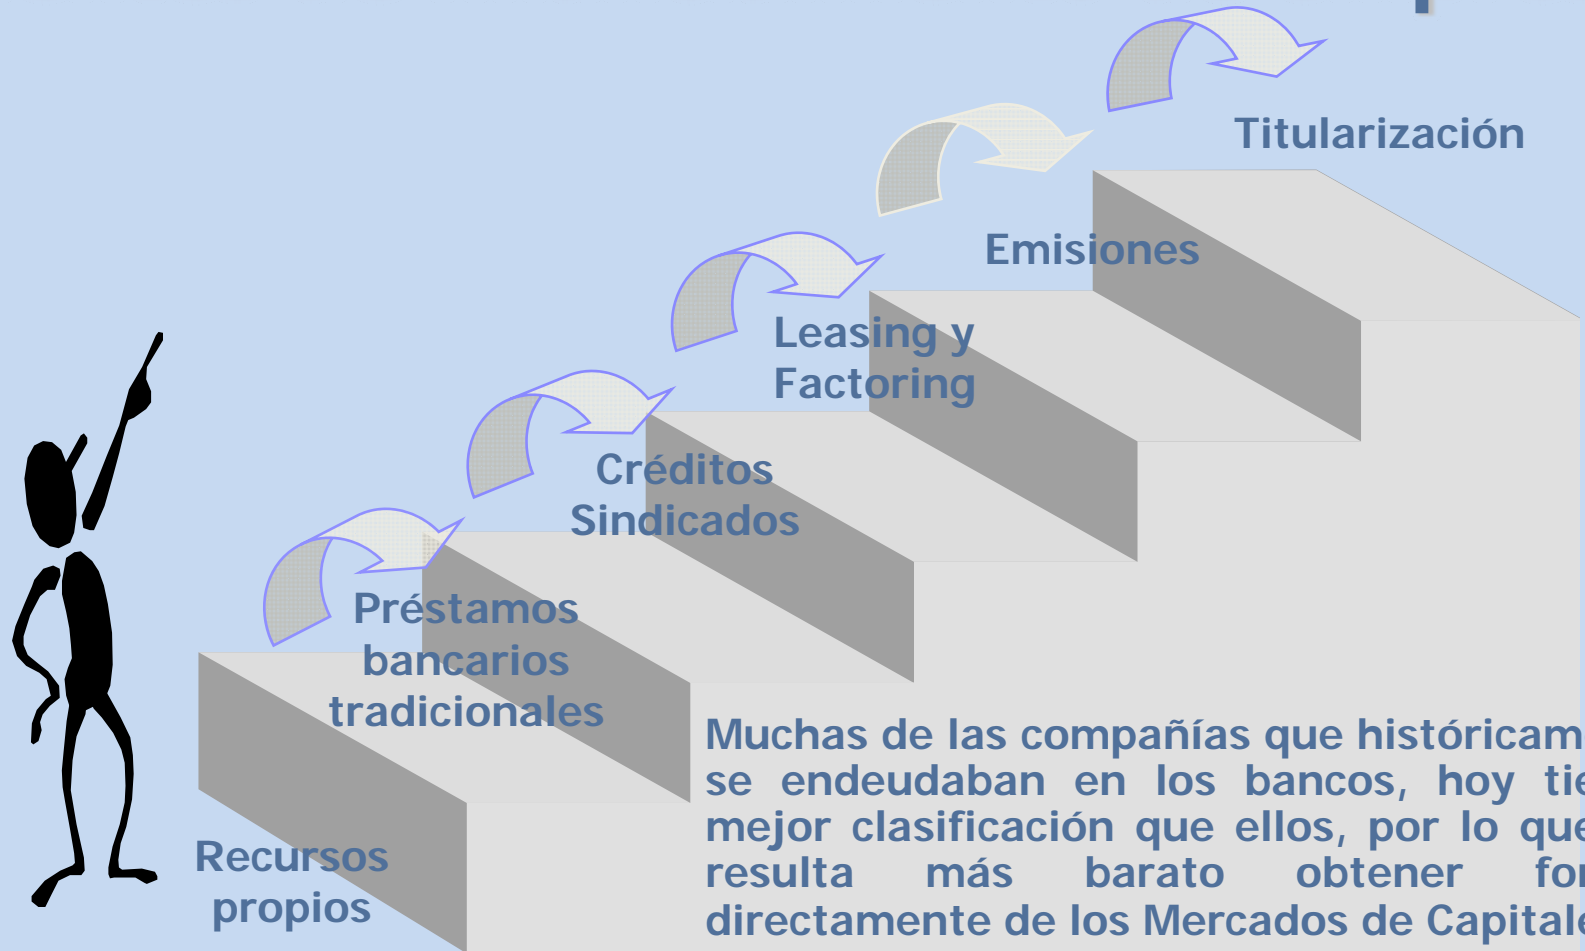 Titularización
Emisiones
Leasing y
Factoring
Créditos
Sindicados
Préstamos
bancarios
tradicionales
Recursos
propios
Muchas de las compañías que históricam
se endeudaban en los bancos, hoy tie
mejor clasificación que ellos, por lo que
resulta más barato obtener fon
directamente de los Mercados de Capitale